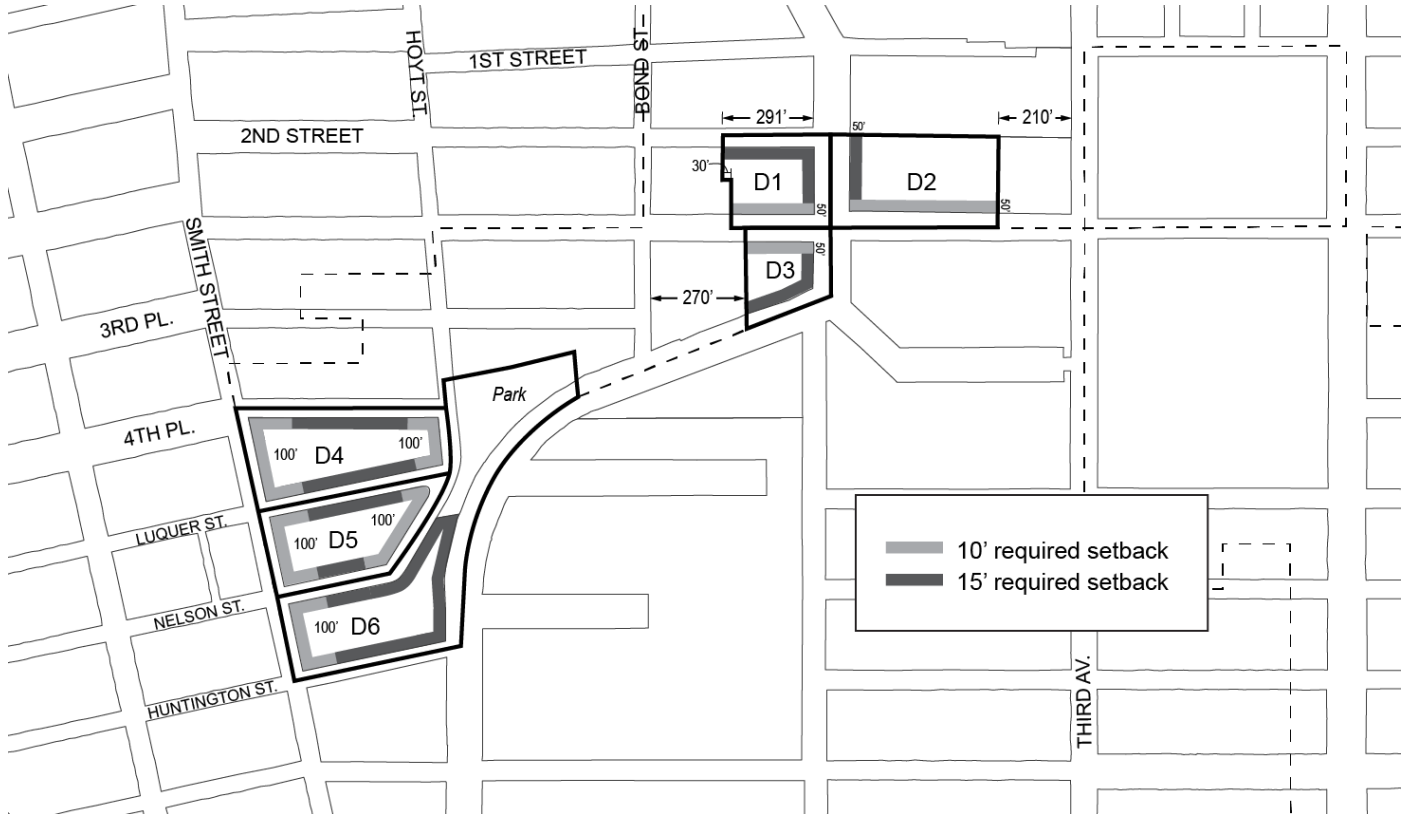 HOYT ST.
BOND ST.
1ST STREET
2ND STREET
291'
210'
50'
30'
D1
D2
50'
50'
50'
D3
270'
SMITH STREET
3RD PL.
Park
4TH PL.
100'
D4
100'
100'
D5
100'
LUQUER ST.
10' required setback
15' required setback
NELSON ST.
100'
D6
HUNTINGTON ST.
THIRD AV.